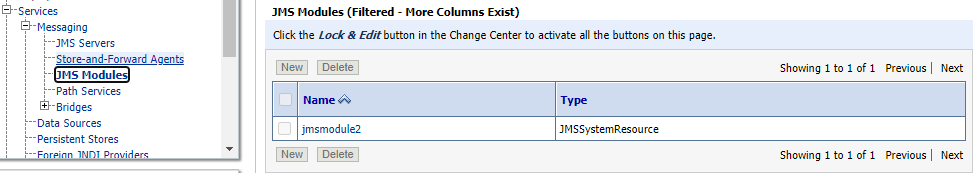 Services
Messaging
JMS Servers
Store-and-Forward Agents
JMS Modules
Path Services
Bridges
Data Sources
Persistent Stores
Foreign JNDI Providers
JMS Modules (Filtered - More Columns Exist)
Click the Lock & Edit button in the Change Center to activate all the buttons on this page.
New Delete Showing 1 to 1 of 1 Previous | Next
Name Type
jmsmodule2 JMSSystemResource
New Delete Showing 1 to 1 of 1 Previous | Next